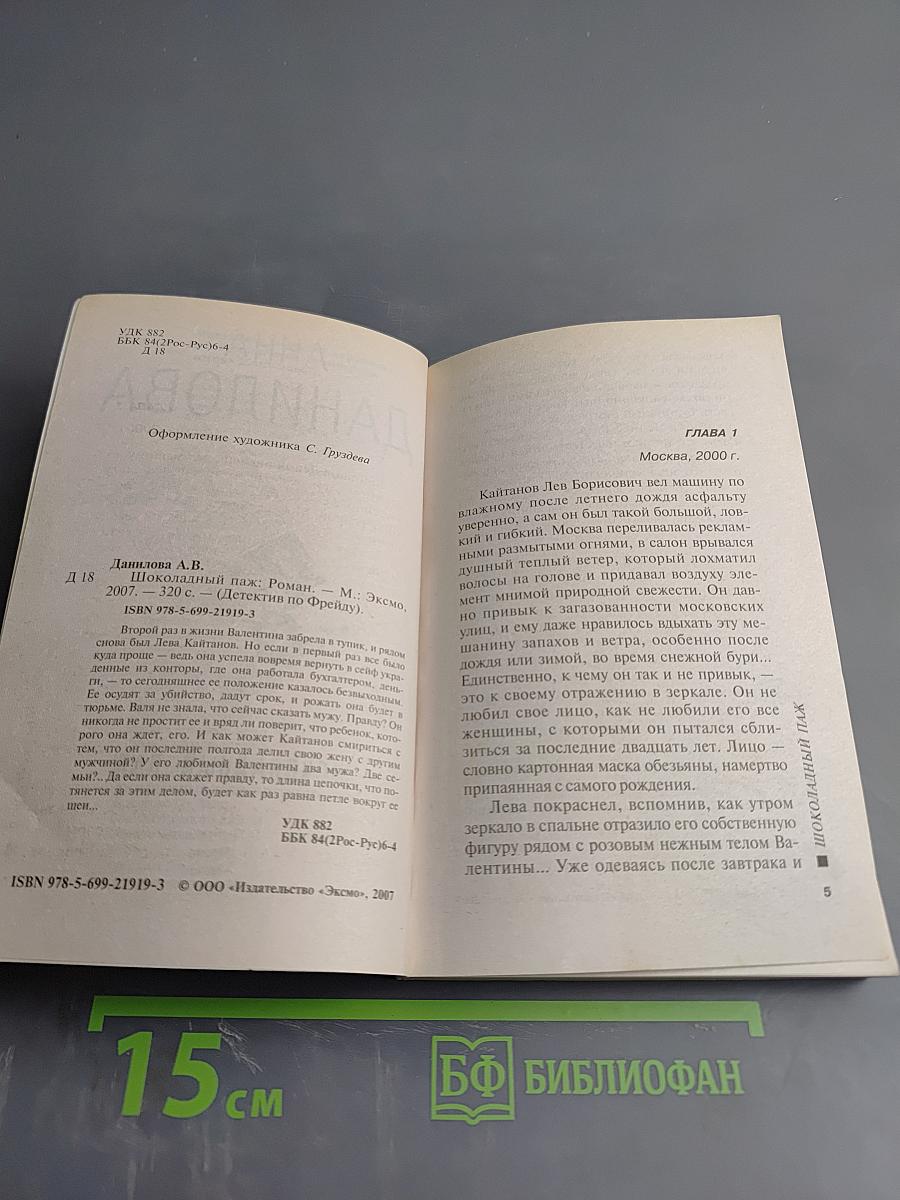 УДК 882
ББК 84(2Рос-Рус)6-4
Д 18
Оформление художника С. Груздева
Данилова А.В.
Д 18 Шоколадный паж: Роман. — М.: Эксмо,
2007. — 320 с. — (Детектив по Фрейду).
ISBN 978-5-699-21919-3
Второй раз в жизни Валентина забрела в тупик, и рядом
снова был Лева Кайтанов. Но если в первый раз все было
куда проще — ведь она успела вовремя вернуть в сейф укра-
денные из конторы, где она работала бухгалтером, день-
ги, — то сегодняшнее ее положение казалось безвыходным.
Ее осудят за убийство, дадут срок, и рожать она будет в
тюрьме. Валя не знала, что сейчас сказать мужу. Правду? Он
никогда не простит ее и вряд ли поверит, что ребенок, кото-
рого она ждет, его. И как может Кайтанов смириться с
тем, что он последние полгода делил свою жену с другим
мужчиной? У его любимой Валентины два мужа? Две се-
мьи?.. Да если она скажет правду, то длина цепочки, что по-
тянется за этим делом, будет как раз равна петле вокруг ее
шеи...
УДК 882
ББК 84(2Рос-Рус)6-4
ISBN 978-5-699-21919-3 © ООО «Издательство «Эксмо», 2007
ГЛАВА 1
Москва, 2000 г.
Кайтанов Лев Борисович вел машину по
влажному после летнего дождя асфальту
уверенно, а сам он был такой большой, лов-
кий и гибкий. Москва переливалась реклам-
ными размытыми огнями, в салон врывался
душный теплый ветер, который лохматил
волосы на голове и придавал воздуху эле-
мент мнимой природной свежести. Он дав-
но привык к загазованности московских
улиц, и ему даже нравилось вдыхать эту ме-
шанину запахов и ветра, особенно после
дождя или зимой, во время снежной бури...
Единственно, к чему он так и не привык, —
это к своему отражению в зеркале. Он не
любил свое лицо, как не любили его все
женщины, с которыми он пытался сбли-
зиться за последние двадцать лет. Лицо —
словно картонная маска обезьяны, намертво
припаянная с самого рождения.
Лева покраснел, вспомнив, как утром
зеркало в спальне отразило его собственную
фигуру рядом с розовым нежным телом Ва-
лентины... Уже одеваясь после завтрака и
ШОКОЛАДНЫЙ ПАЖ
5
15 см
БФ БИБЛИОФАН